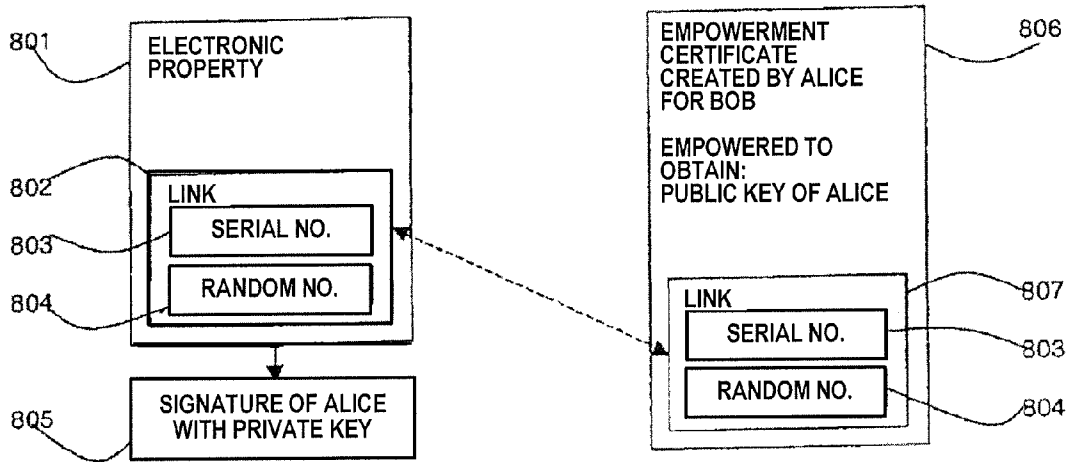 801
ELECTRONIC
PROPERTY
802
LINK
803
SERIAL NO.
804
RANDOM NO.
805
SIGNATURE OF ALICE
WITH PRIVATE KEY
806
EMPOWERMENT
CERTIFICATE
CREATED BY ALICE
FOR BOB
EMPOWERED TO
OBTAIN:
PUBLIC KEY OF ALICE
807
LINK
SERIAL NO.
803
RANDOM NO.
804